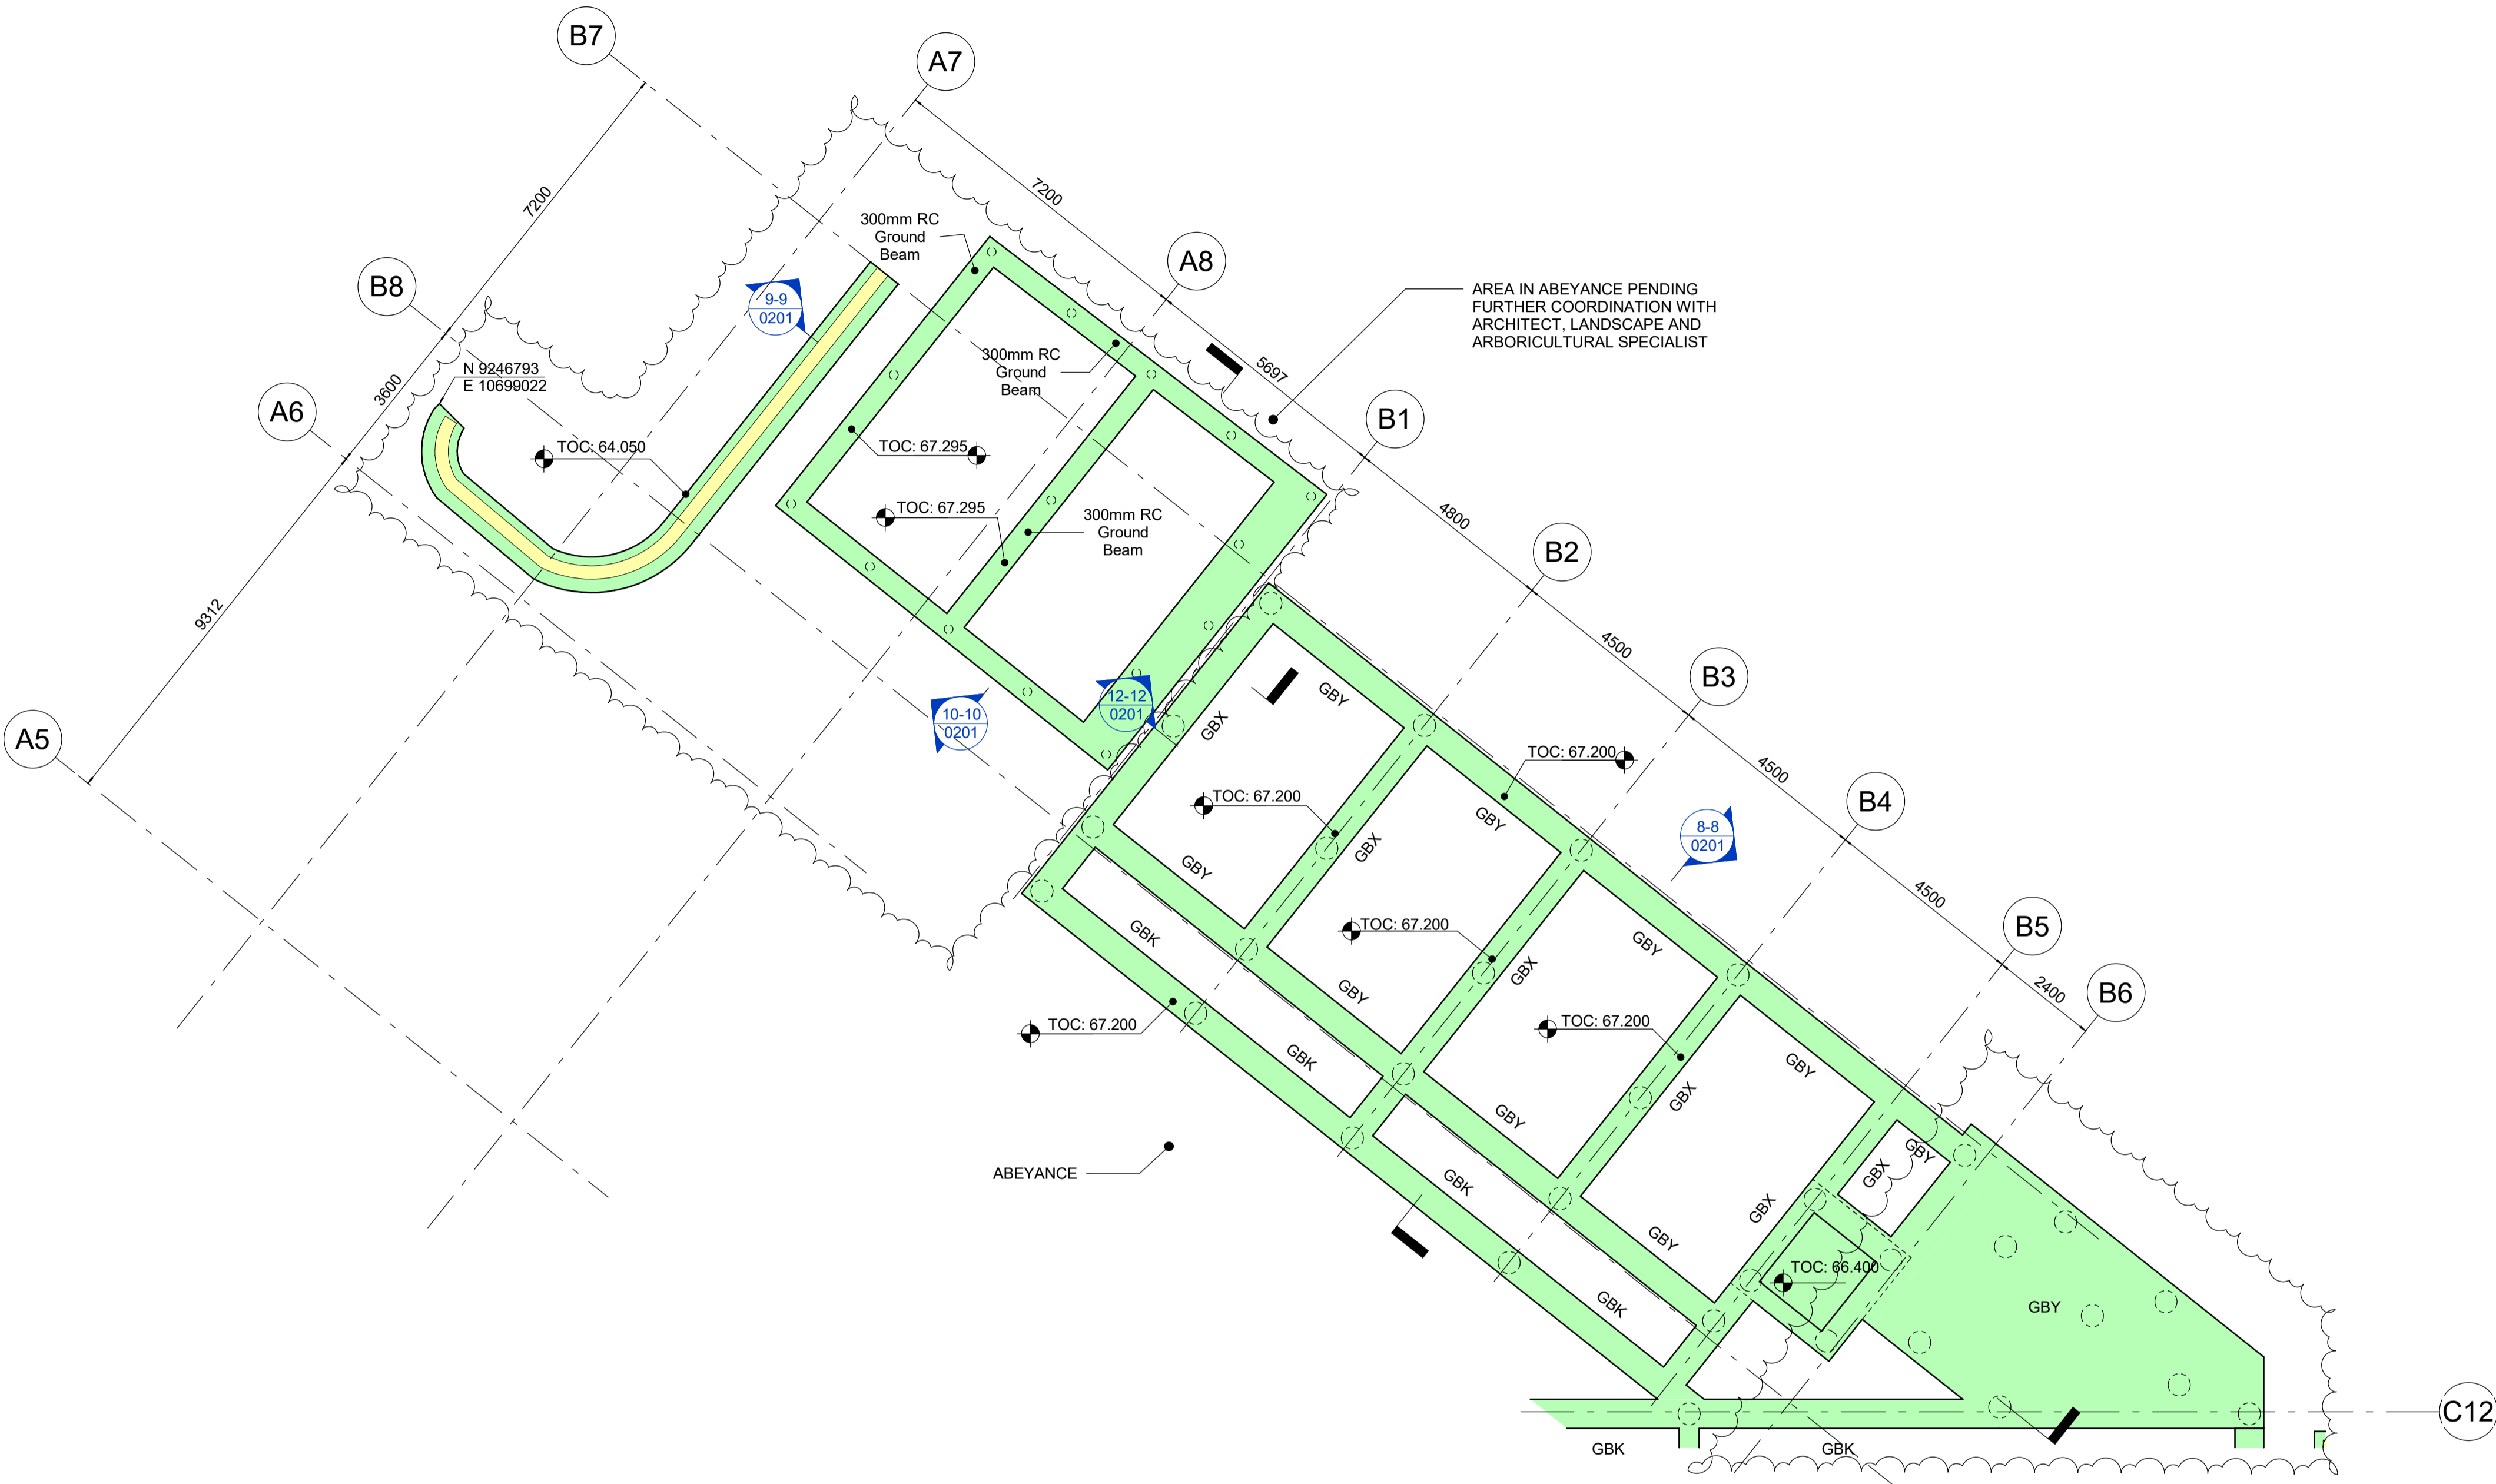 B7
A7
7200
7200
300mm RC
Ground
Beam
A8
B8
9-9
0201
AREA IN ABEYANCE PENDING
FURTHER COORDINATION WITH
ARCHITECT, LANDSCAPE AND
ARBORICULTURAL SPECIALIST
300mm RC
Ground
Beam
5697
N 9246793
E 10699022
3600
A6
B1
TOC: 64.050
TOC: 67.295
TOC: 67.295
300mm RC
Ground
Beam
4800
B2
9312
4500
B3
A5
10-10
0201
12-12
0201
GBX
GBY
TOC: 67.200
4500
B4
TOC: 67.200
GBY
8-8
0201
GBX
GBY
4500
B5
GBK
TOC: 67.200
GBY
GBX
GBY
2400
B6
TOC: 67.200
TOC: 67.200
GBK
GBY
GBX
GBY
ABEYANCE
GBK
GBX
GBX
GBY
GBY
TOC: 66.400
GBK
GBY
C12
GBK
GBK